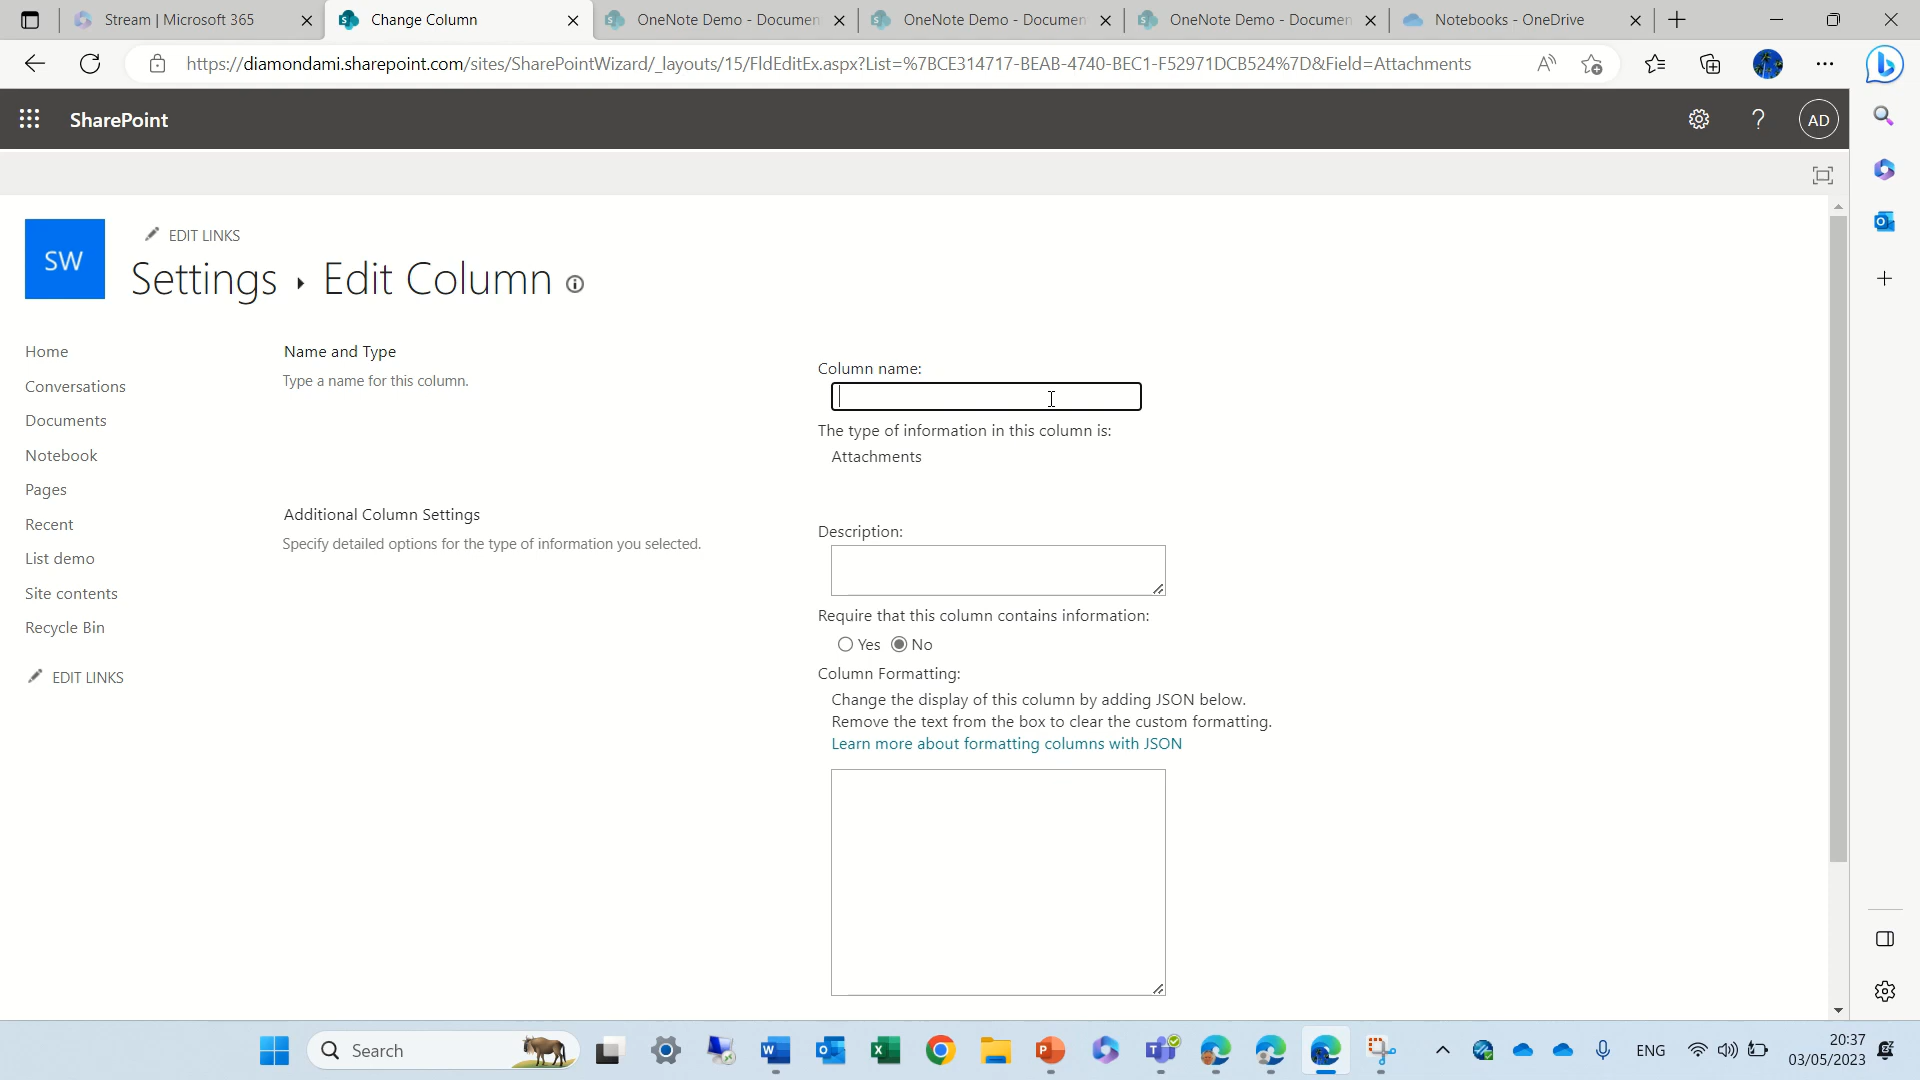 Stream | Microsoft 365
Change Column
OneNote Demo - Documen
OneNote Demo - Documen
OneNote Demo - Documen
Notebooks - OneDrive
https://diamondami.sharepoint.com/sites/SharePointWizard/_layouts/15/FldEditEx.aspx?List=%7BCE314717-BEAB-4740-BEC1-F52971DCB524%7D&Field=Attachments
SharePoint
AD
SW
EDIT LINKS
Settings ▸ Edit Column
Home
Conversations
Documents
Notebook
Pages
Recent
List demo
Site contents
Recycle Bin
EDIT LINKS
Name and Type
Type a name for this column.
Column name:
The type of information in this column is:
Attachments
Additional Column Settings
Specify detailed options for the type of information you selected.
Description:
Require that this column contains information:
Yes No
Column Formatting:
Change the display of this column by adding JSON below.
Remove the text from the box to clear the custom formatting.
Learn more about formatting columns with JSON
Search
ENG
20:37
03/05/2023